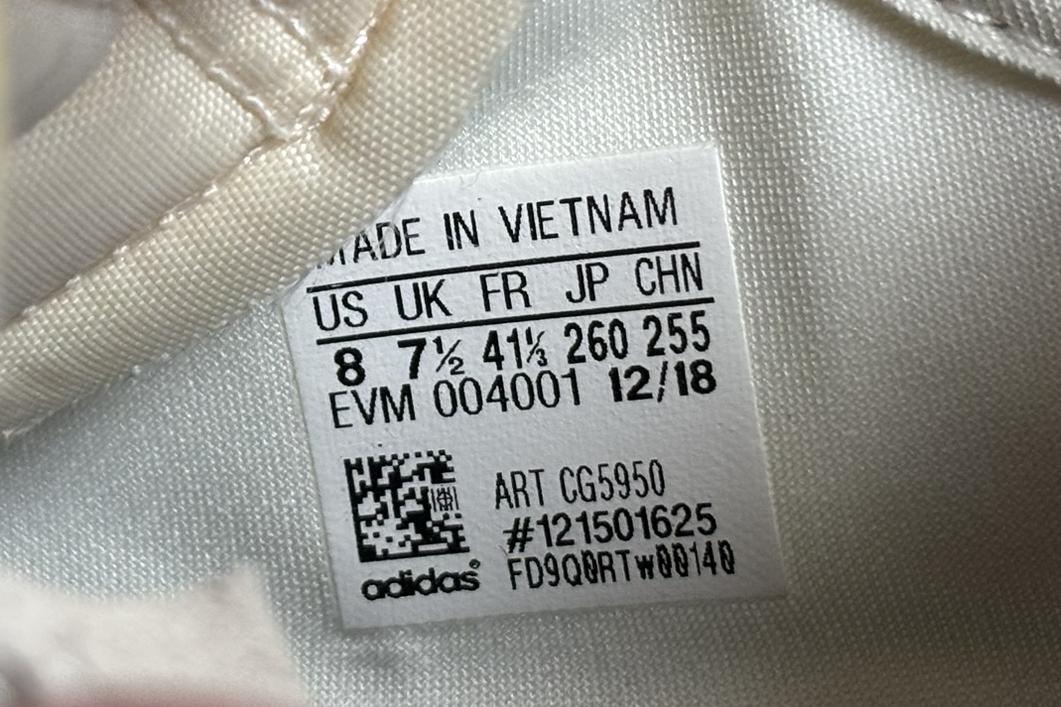 MADE IN VIETNAM
US UK FR JP CHN
8 7½ 41⅓ 260 255
EVM 004001 12/18
ART CG5950
#121501625
adidas® FD9Q0RTw00140